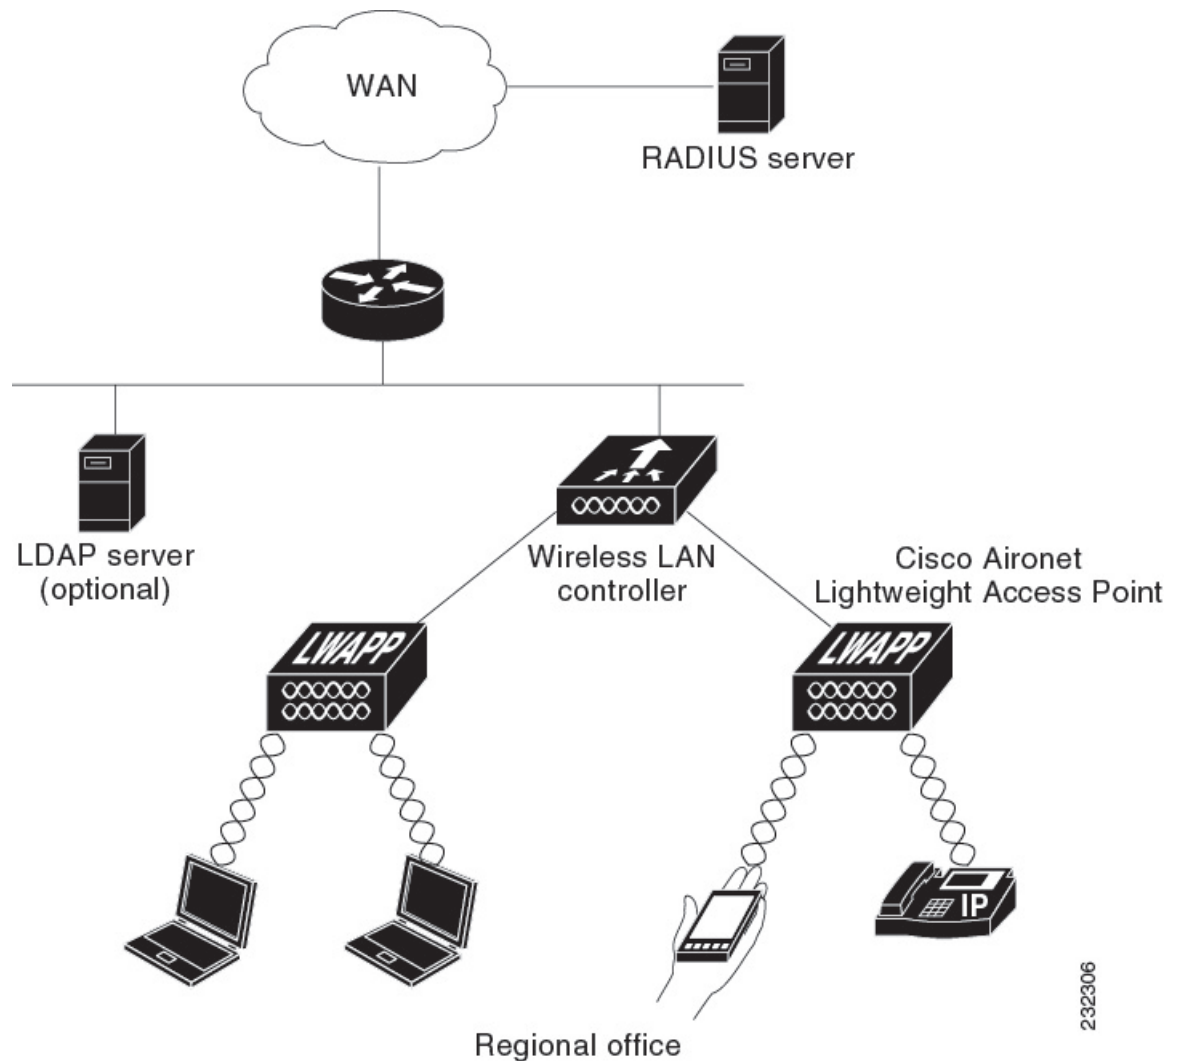 WAN
RADIUS server
LDAP server
(optional)
Wireless LAN
controller
Cisco Aironet
Lightweight Access Point
LWAPP
LWAPP
IP
Regional office
232306